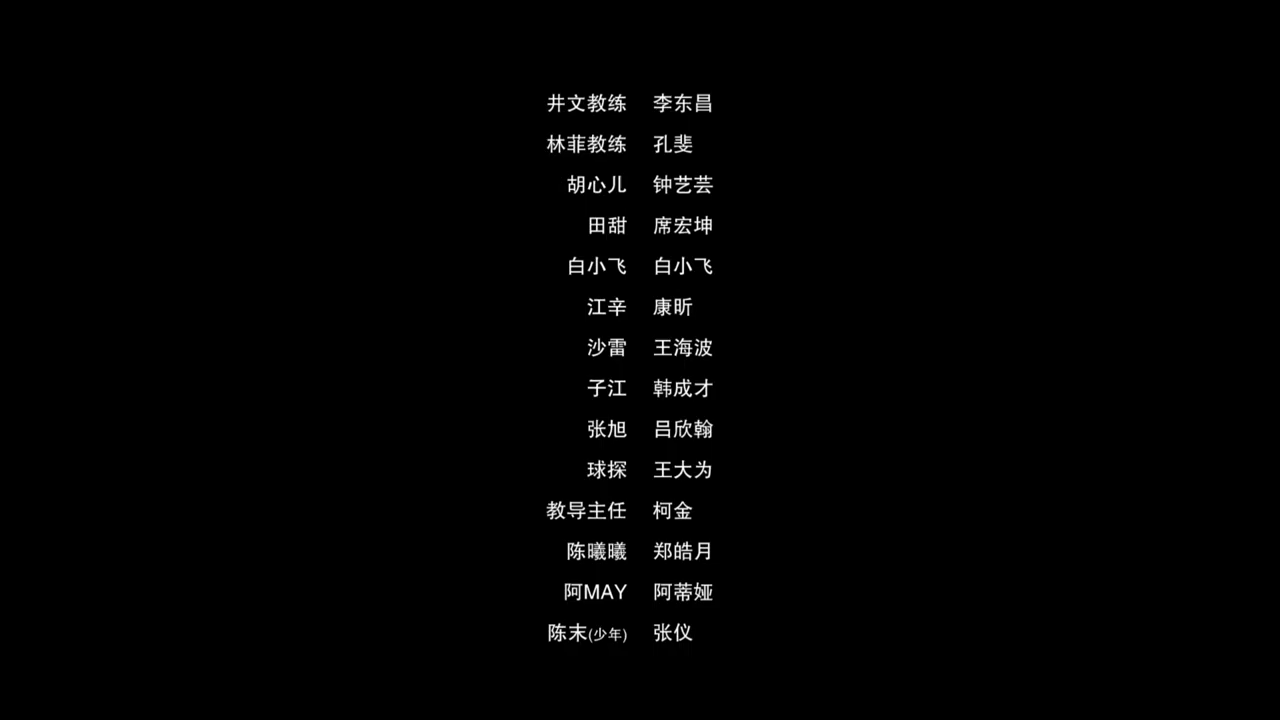 井文教练 李东昌
林菲教练 孔斐
胡心儿 钟艺芸
田甜 席宏坤
白小飞 白小飞
江辛 康昕
沙雷 王海波
子江 韩成才
张旭 吕欣翰
球探 王大为
教导主任 柯金
陈曦曦 郑皓月
阿MAY 阿蒂娅
陈末(少年) 张仪